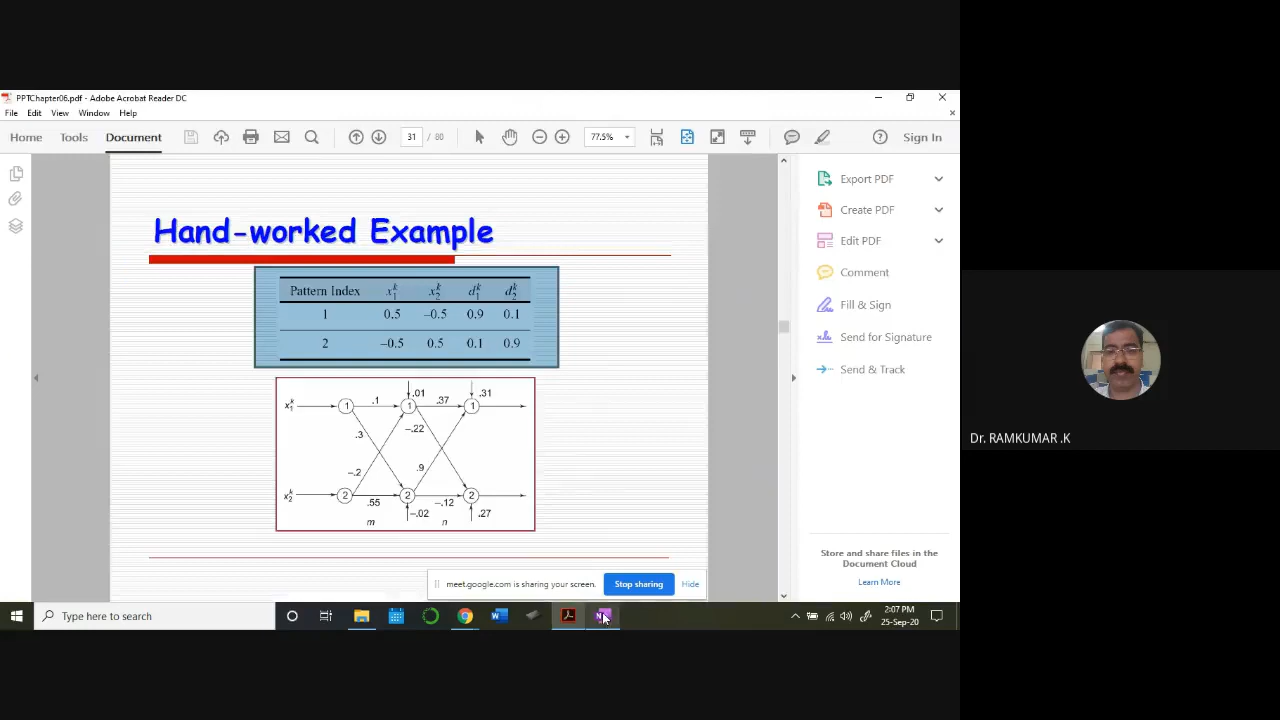 PPTChapter06.pdf - Adobe Acrobat Reader DC
File Edit View Window Help
Home Tools Document 31 / 80 77.5% Sign In
Hand-worked Example
Pattern Index x₁ᵏ x₂ᵏ d₁ᵏ d₂ᵏ
1 0.5 −0.5 0.9 0.1
2 −0.5 0.5 0.1 0.9
x₁ᵏ 1 .1 .01 1 .37 .31 1
.3 −.22
−.2 .9
x₂ᵏ 2 .55 2 −.12 2
−.02 .27
m n
Export PDF
Create PDF
Edit PDF
Comment
Fill & Sign
Send for Signature
Send & Track
Store and share files in the
Document Cloud
Learn More
meet.google.com is sharing your screen. Stop sharing Hide
Type here to search
2:07 PM
25-Sep-20
Dr. RAMKUMAR .K